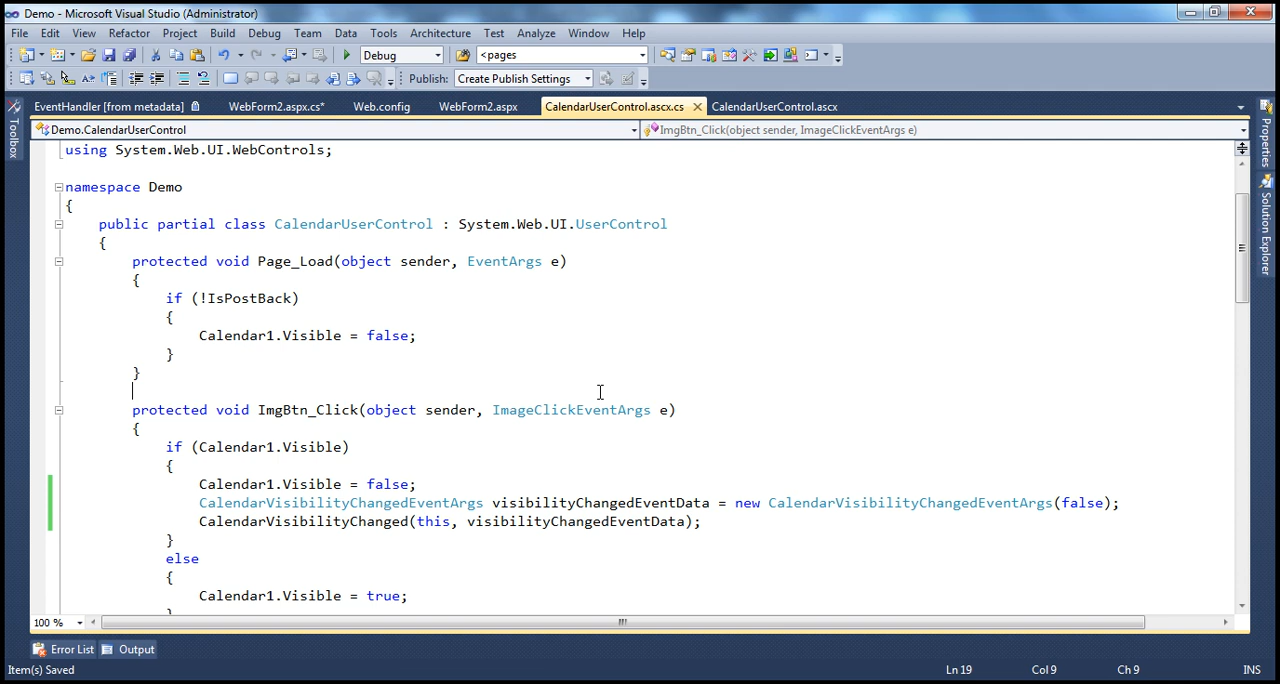 Demo - Microsoft Visual Studio (Administrator)
File Edit View Refactor Project Build Debug Team Data Tools Architecture Test Analyze Window Help
Debug <pages
Publish: Create Publish Settings
EventHandler [from metadata] WebForm2.aspx.cs* Web.config WebForm2.aspx CalendarUserControl.ascx.cs CalendarUserControl.ascx
Toolbox
Properties
Solution Explorer
Demo.CalendarUserControl ImgBtn_Click(object sender, ImageClickEventArgs e)
using System.Web.UI.WebControls;
namespace Demo
{
public partial class CalendarUserControl : System.Web.UI.UserControl
{
protected void Page_Load(object sender, EventArgs e)
{
if (!IsPostBack)
{
Calendar1.Visible = false;
}
}
protected void ImgBtn_Click(object sender, ImageClickEventArgs e)
{
if (Calendar1.Visible)
{
Calendar1.Visible = false;
CalendarVisibilityChangedEventArgs visibilityChangedEventData = new CalendarVisibilityChangedEventArgs(false);
CalendarVisibilityChanged(this, visibilityChangedEventData);
}
else
{
Calendar1.Visible = true;
}
100 %
Error List Output
Item(s) Saved Ln 19 Col 9 Ch 9 INS